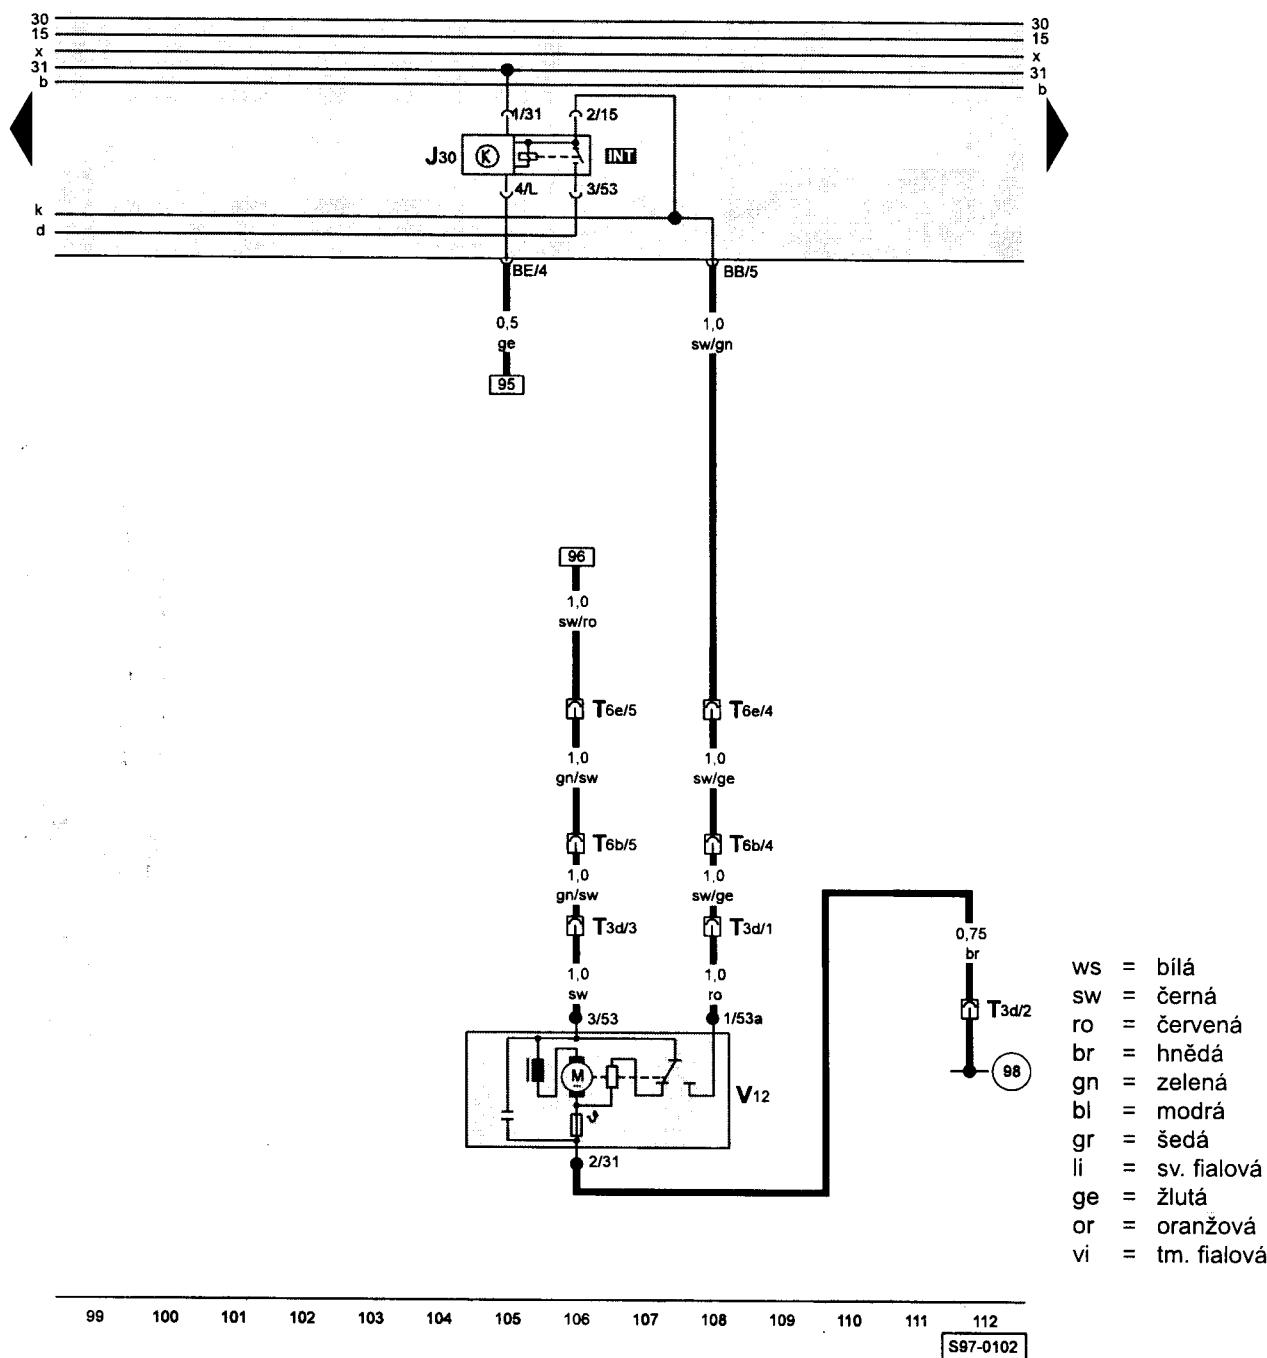 30 30
15 15
x x
31 31
b b
1/31 2/15
J30 K INT
4/L 3/53
k
d
BE/4 BB/5
0,5 1,0
ge sw/gn
95
96
1,0
sw/ro
T6e/5 T6e/4
1,0 1,0
gn/sw sw/ge
T6b/5 T6b/4
1,0 1,0
gn/sw sw/ge
T3d/3 T3d/1
0,75
br
1,0 1,0
sw ro
T3d/2
3/53 1/53a
98
M
V12
ϑ
2/31
ws = bílá
sw = černá
ro = červená
br = hnědá
gn = zelená
bl = modrá
gr = šedá
li = sv. fialová
ge = žlutá
or = oranžová
vi = tm. fialová
99 100 101 102 103 104 105 106 107 108 109 110 111 112
S97-0102